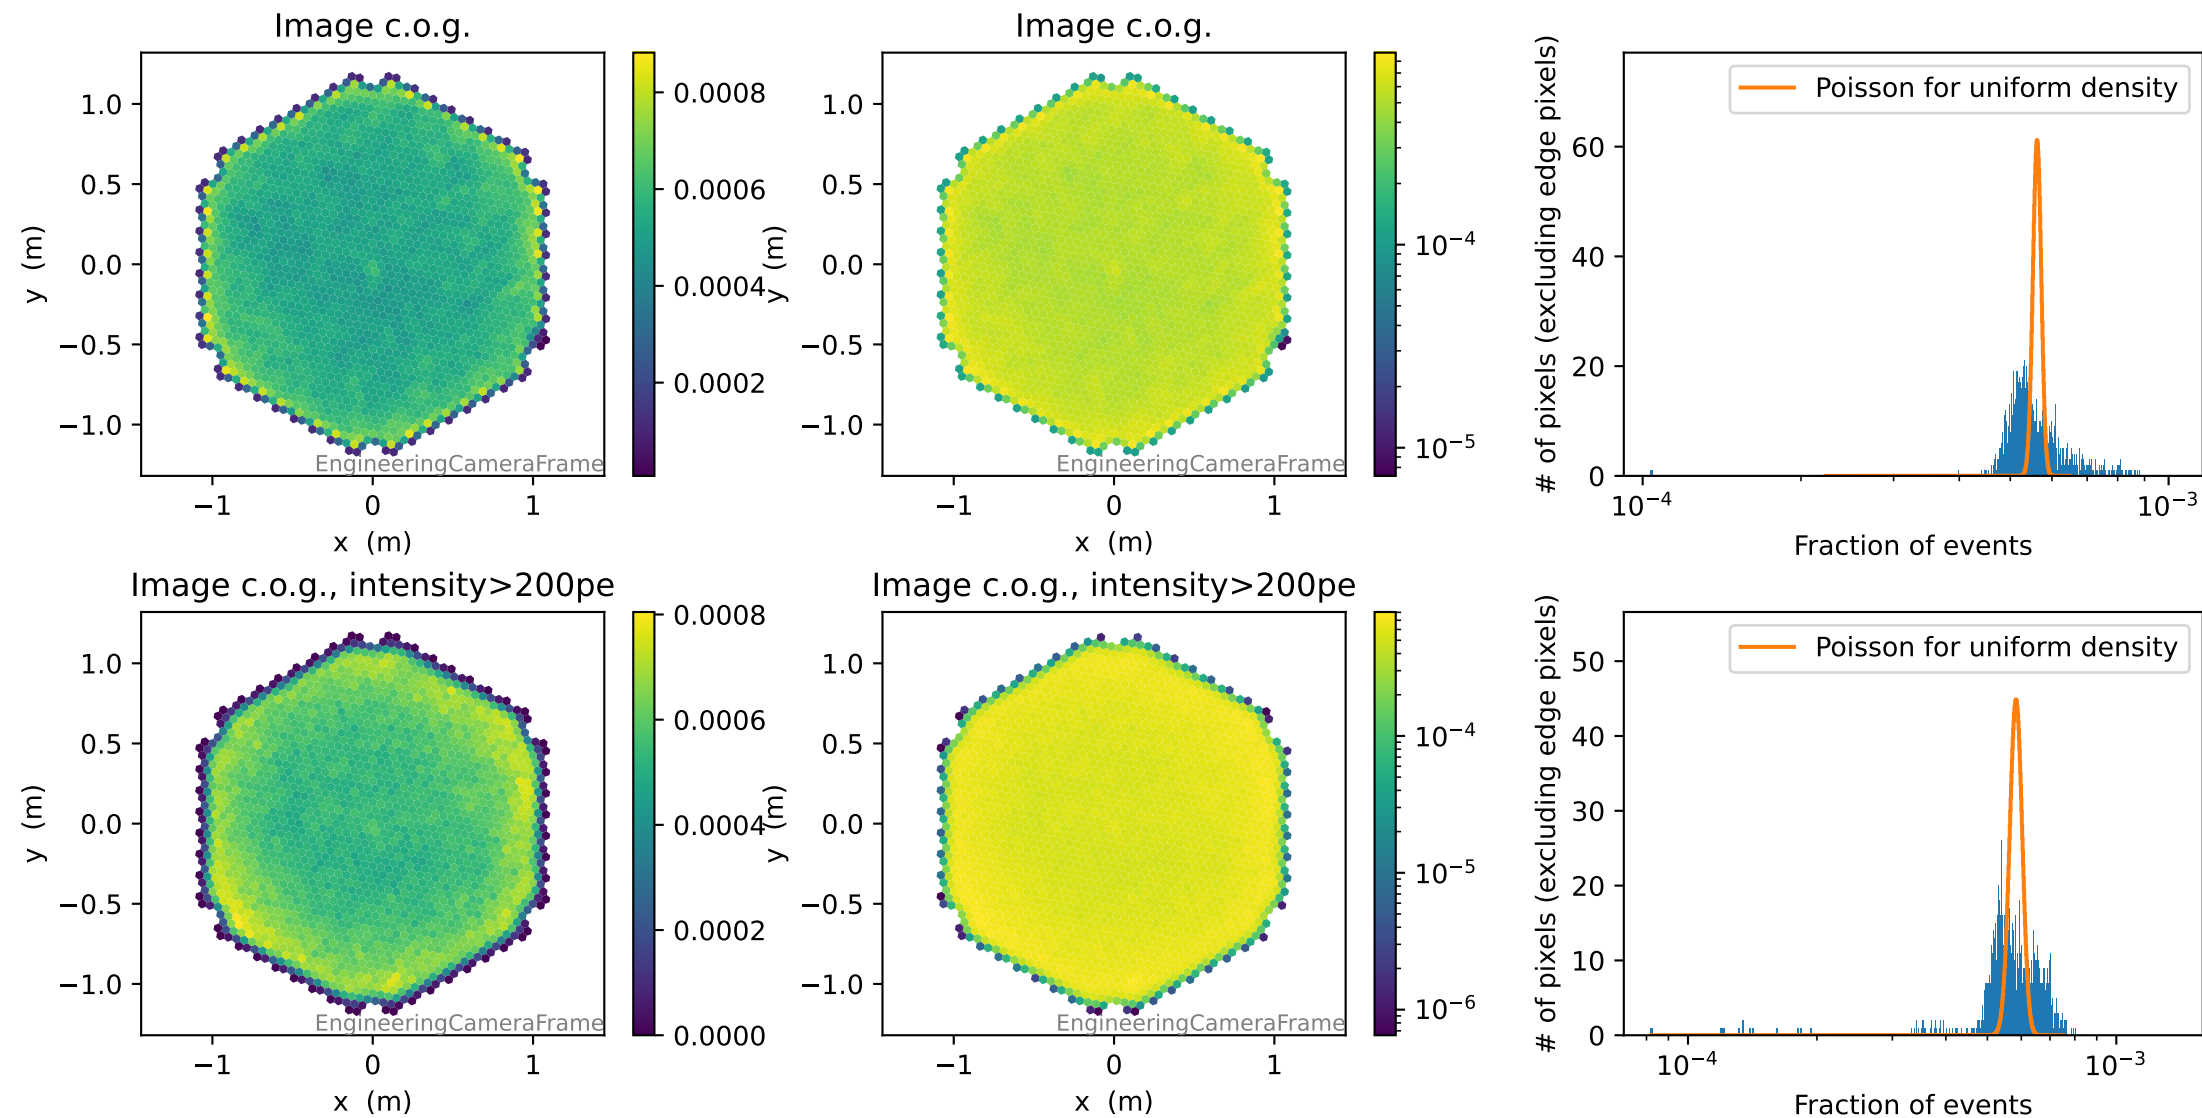 Image c.o.g.
1.0
0.5
0.0
−0.5
−1.0
y (m)
−1
0
1
x (m)
EngineeringCameraFrame
0.0008
0.0006
0.0004
0.0002
Image c.o.g.
1.0
0.5
0.0
−0.5
−1.0
y (m)
−1
0
1
x (m)
EngineeringCameraFrame
10⁻⁴
10⁻⁵
# of pixels (excluding edge pixels)
60
40
20
0
Poisson for uniform density
10⁻⁴
10⁻³
Fraction of events
Image c.o.g., intensity>200pe
1.0
0.5
0.0
−0.5
−1.0
y (m)
−1
0
1
x (m)
EngineeringCameraFrame
0.0008
0.0006
0.0004
0.0002
0.0000
Image c.o.g., intensity>200pe
1.0
0.5
0.0
−0.5
−1.0
y (m)
−1
0
1
x (m)
EngineeringCameraFrame
10⁻⁴
10⁻⁵
10⁻⁶
# of pixels (excluding edge pixels)
50
40
30
20
10
0
Poisson for uniform density
10⁻⁴
10⁻³
Fraction of events